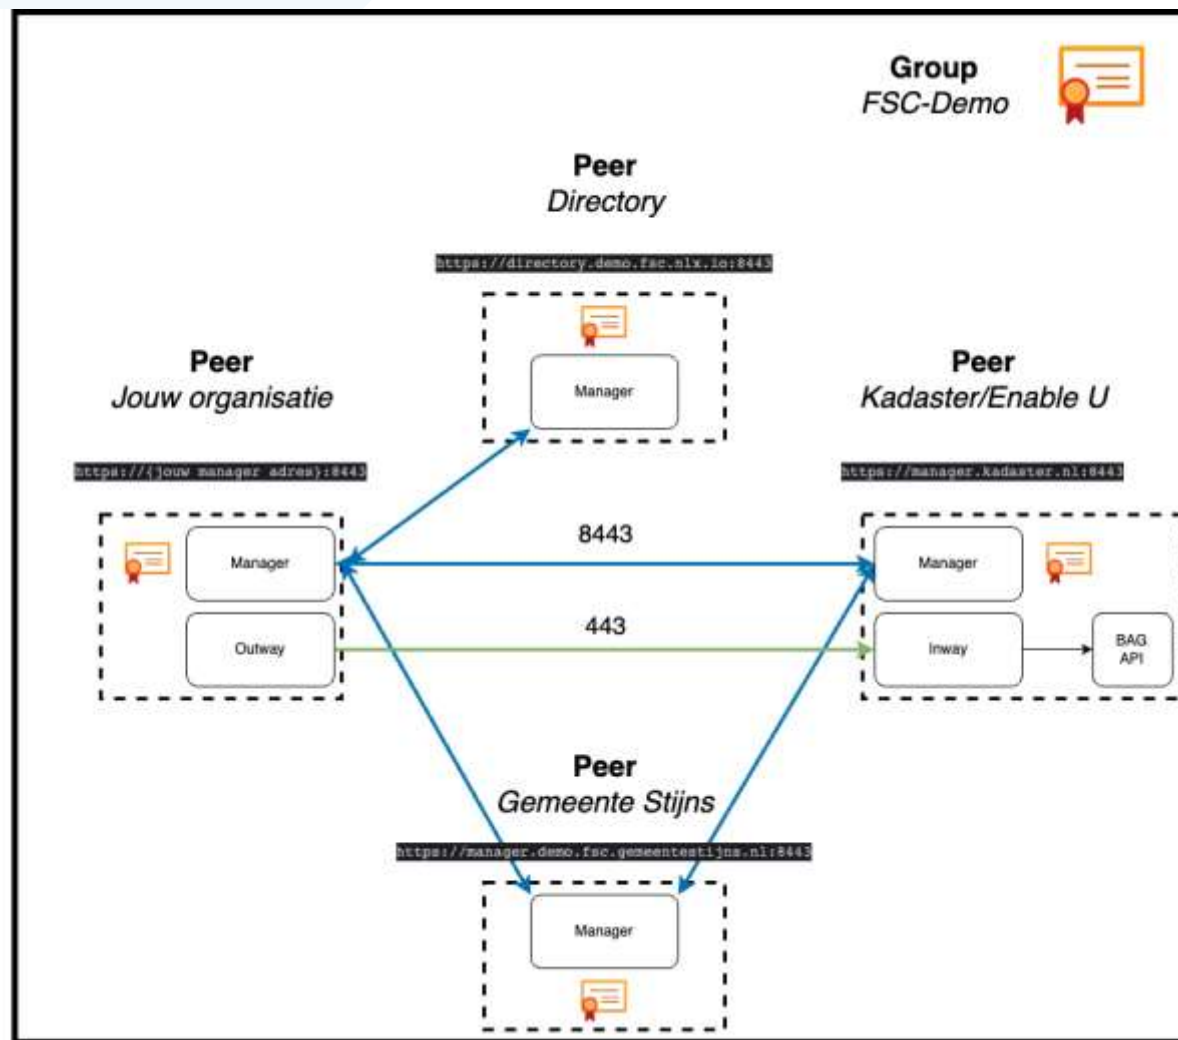 Group
FSC-Demo
Peer
Directory
https://directory.demo.fsc.nlx.io:8443
Manager
Peer
Jouw organisatie
https://{jouw manager adres}:8443
Manager
Outway
8443
443
Peer
Kadaster/Enable U
https://manager.kadaster.nl:8443
Manager
Inway
BAG
API
Peer
Gemeente Stijns
https://manager.demo.fsc.gemeentestijns.nl:8443
Manager